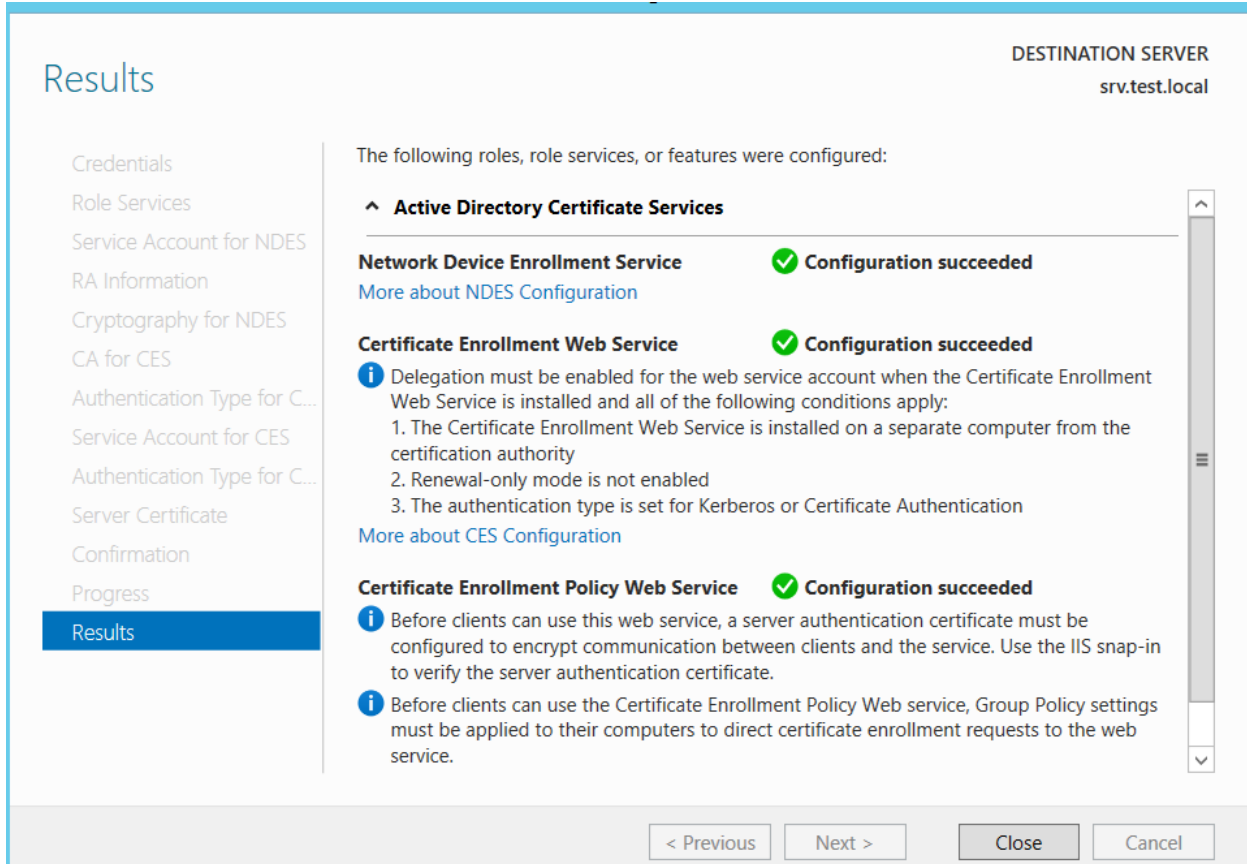 DESTINATION SERVER
srv.test.local
Results
Credentials
Role Services
Service Account for NDES
RA Information
Cryptography for NDES
CA for CES
Authentication Type for C...
Service Account for CES
Authentication Type for C...
Server Certificate
Confirmation
Progress
Results
The following roles, role services, or features were configured:
Active Directory Certificate Services
Network Device Enrollment Service Configuration succeeded
More about NDES Configuration
Certificate Enrollment Web Service Configuration succeeded
Delegation must be enabled for the web service account when the Certificate Enrollment
Web Service is installed and all of the following conditions apply:
1. The Certificate Enrollment Web Service is installed on a separate computer from the
certification authority
2. Renewal-only mode is not enabled
3. The authentication type is set for Kerberos or Certificate Authentication
More about CES Configuration
Certificate Enrollment Policy Web Service Configuration succeeded
Before clients can use this web service, a server authentication certificate must be
configured to encrypt communication between clients and the service. Use the IIS snap-in
to verify the server authentication certificate.
Before clients can use the Certificate Enrollment Policy Web service, Group Policy settings
must be applied to their computers to direct certificate enrollment requests to the web
service.
< Previous Next > Close Cancel